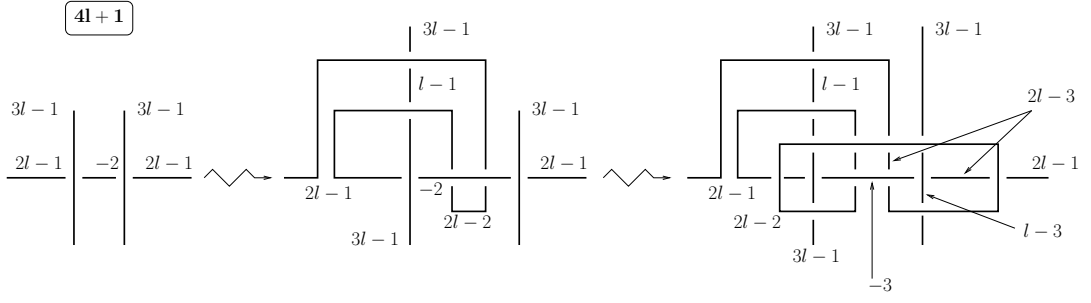 4l + 1
3l − 1
3l − 1
2l − 1
−2
2l − 1
3l − 1
l − 1
3l − 1
2l − 1
2l − 1
−2
2l − 2
3l − 1
3l − 1
3l − 1
l − 1
2l − 3
2l − 1
2l − 1
2l − 2
l − 3
3l − 1
−3